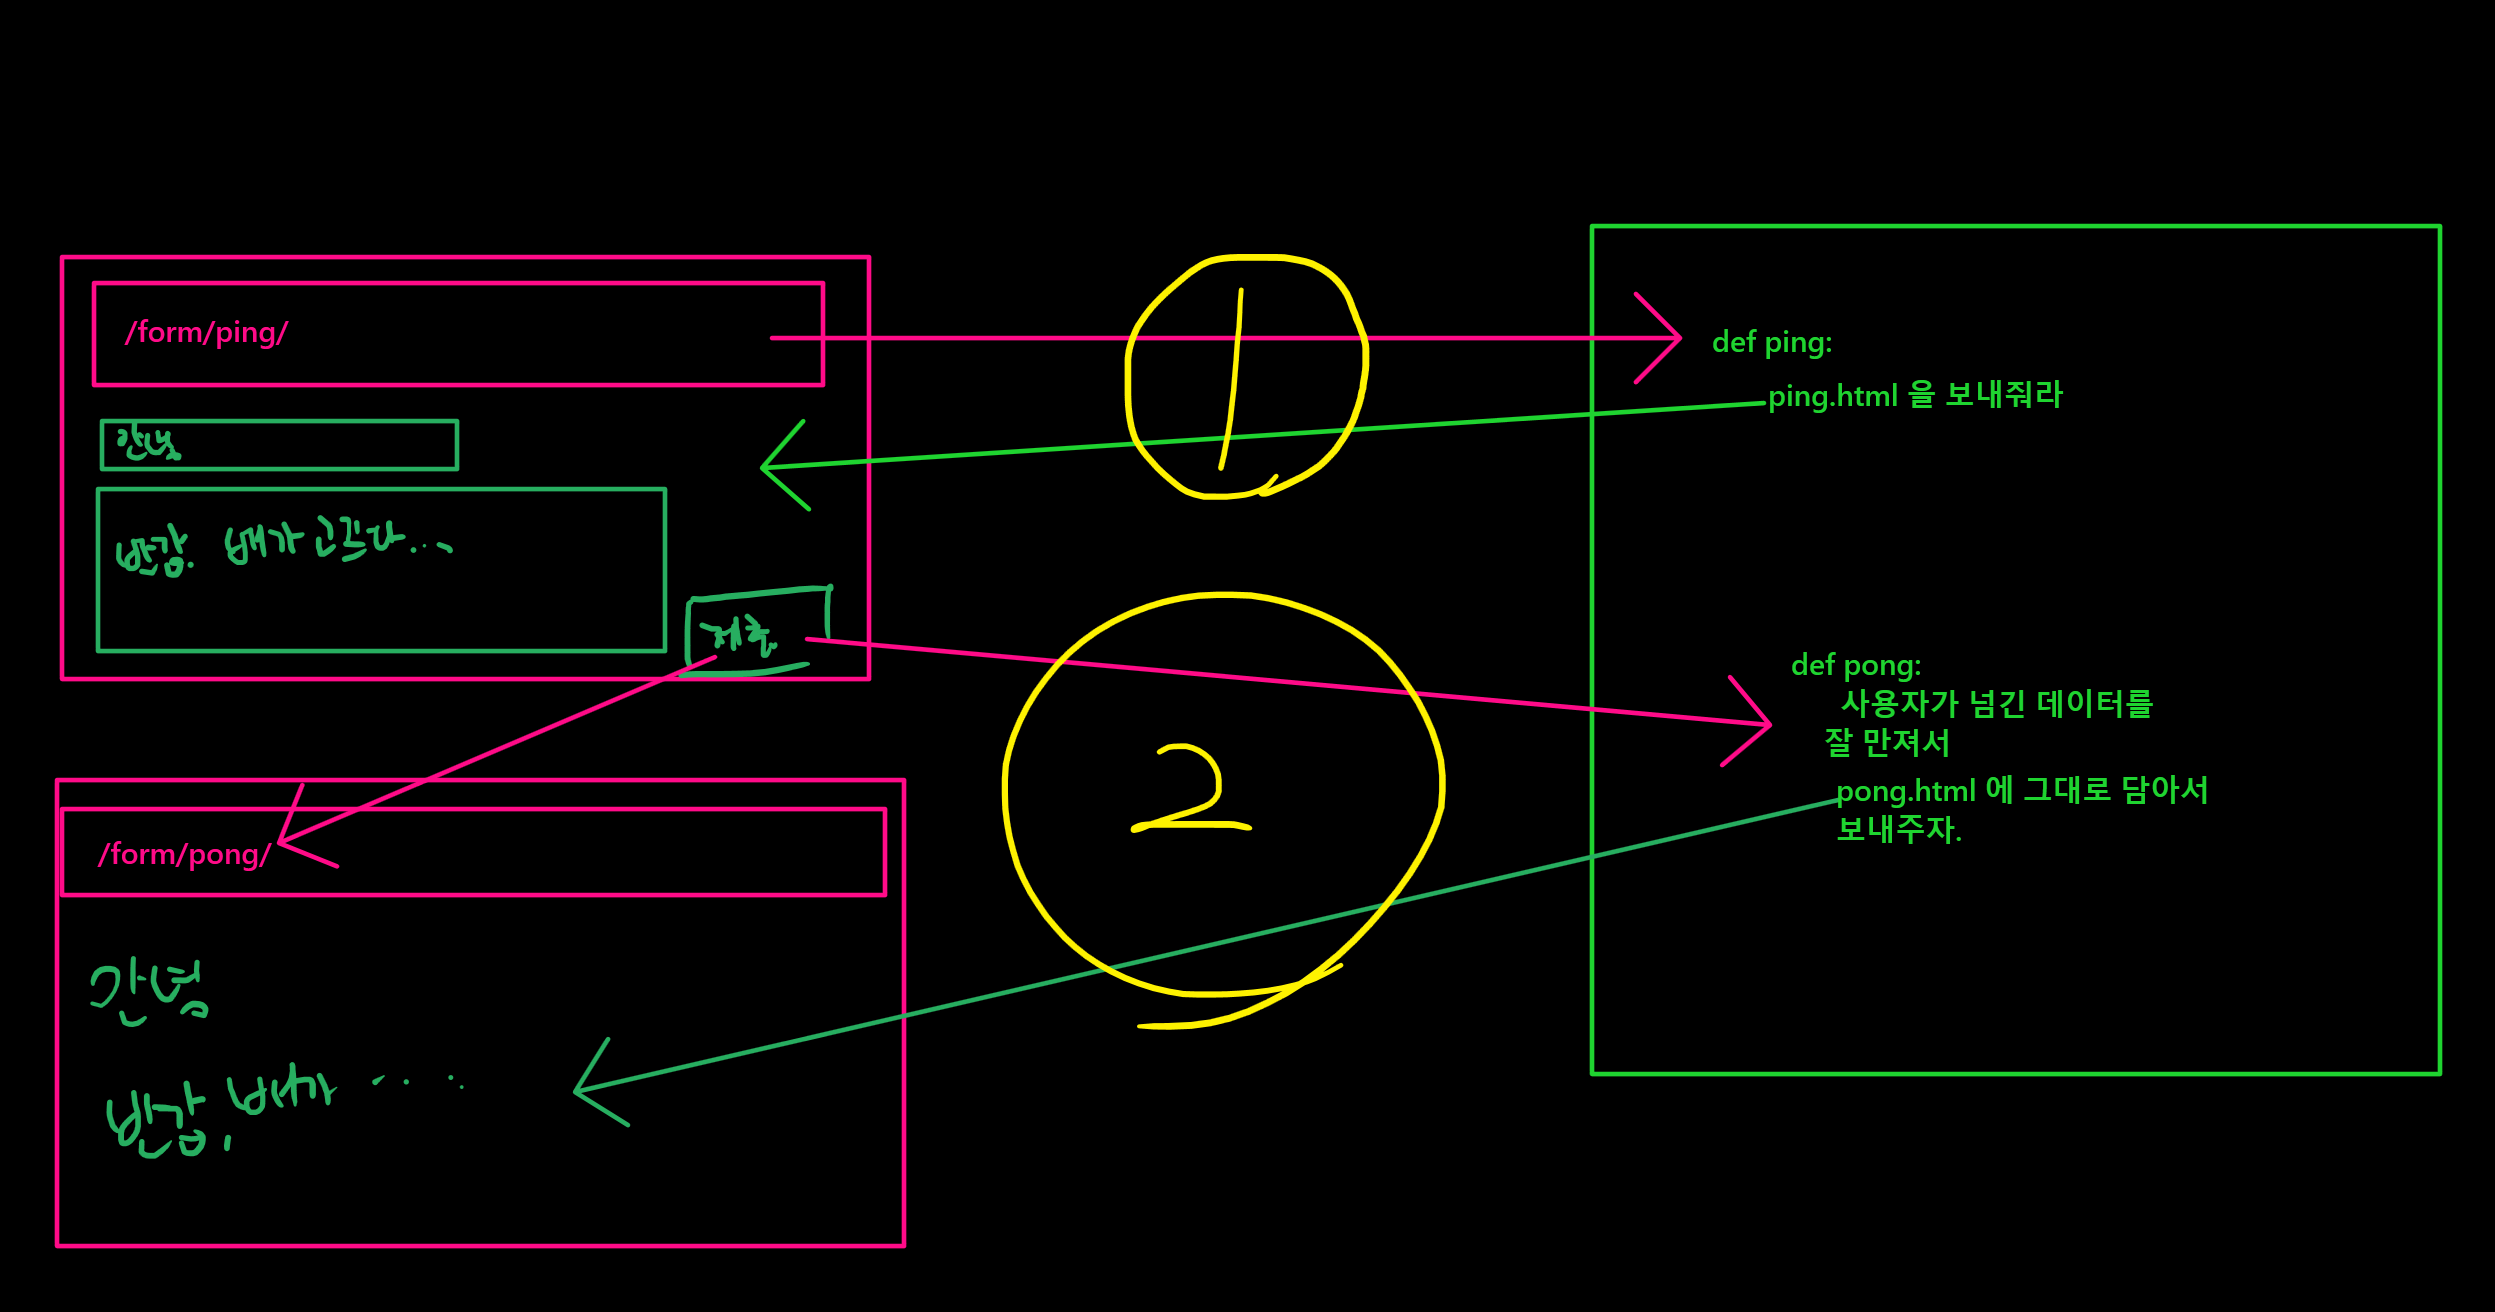 /form/ping/
안녕
반갑. 내가
제출
/form/pong/
안녕
반갑. 내가 ....
1
2
def ping:
ping.html 을 보내줘라
def pong:
사용자가 넘긴 데이터를
잘 만져서
pong.html 에 그대로 담아서
보내주자.